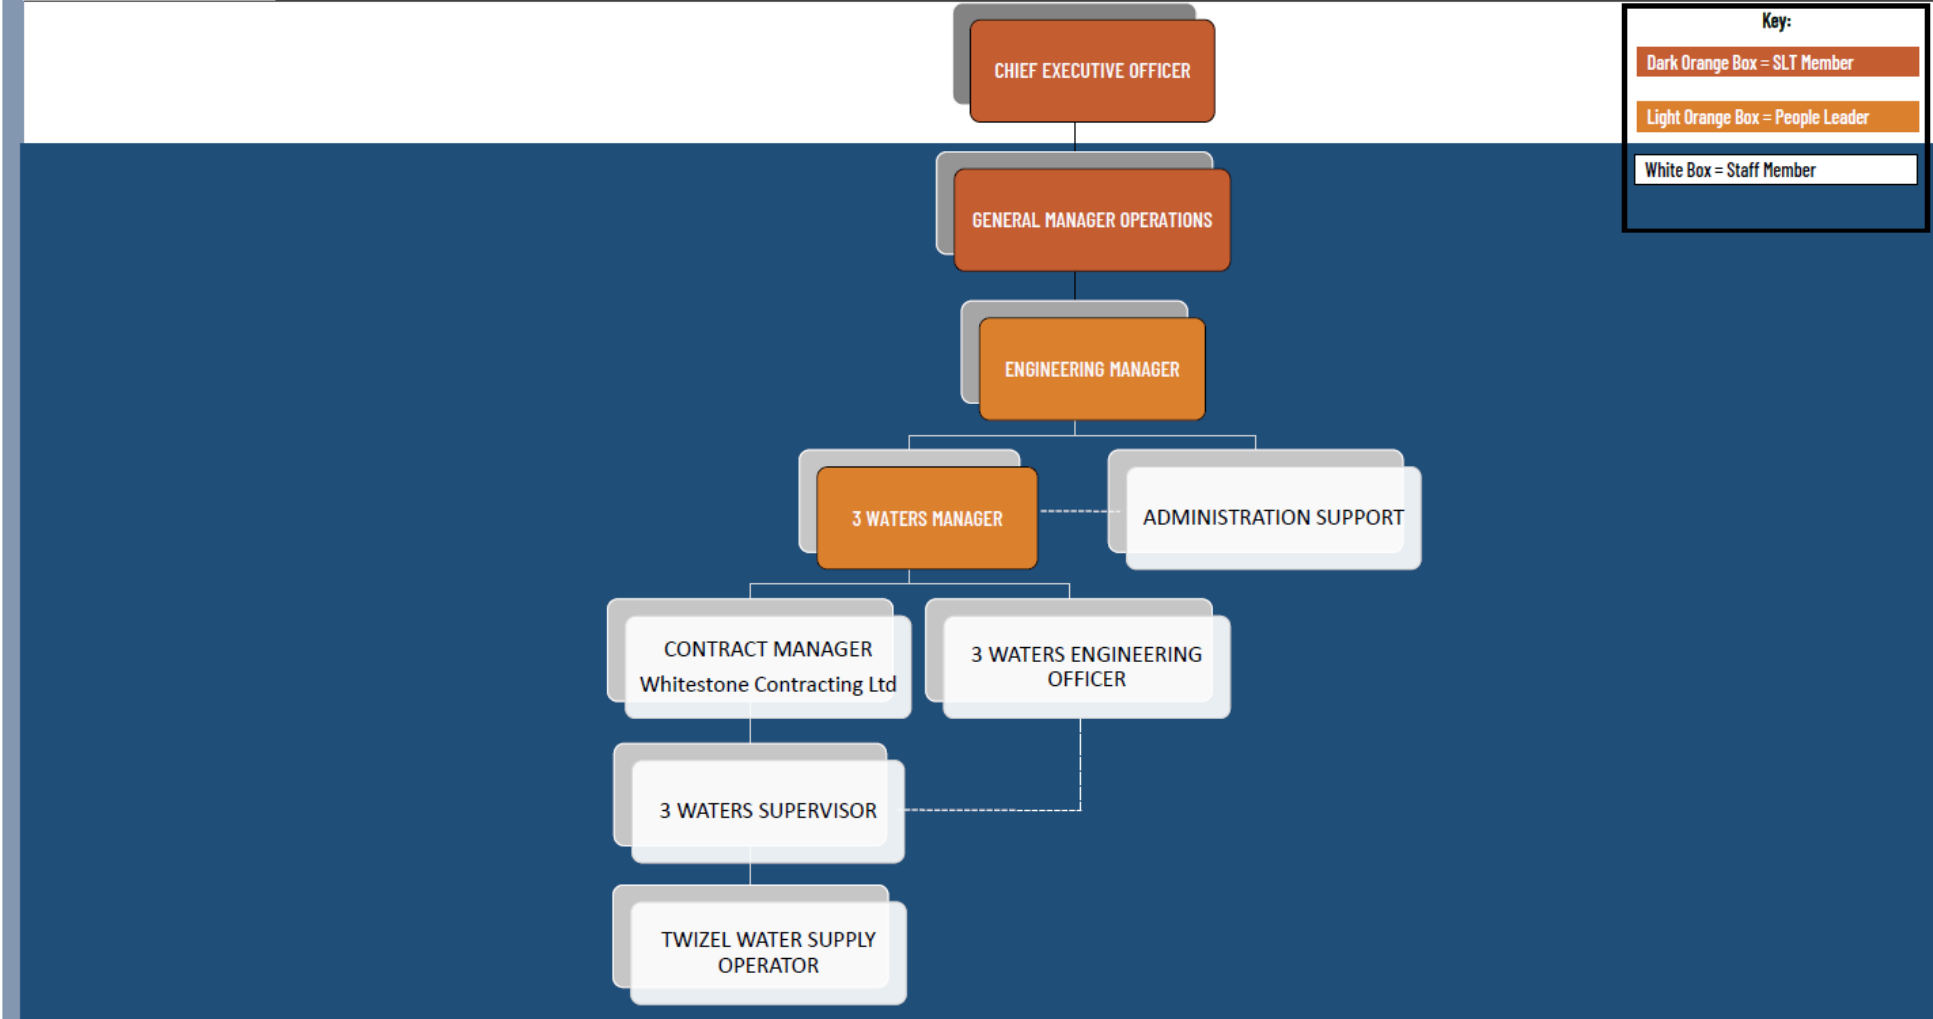 CHIEF EXECUTIVE OFFICER
Key:
Dark Orange Box = SLT Member
Light Orange Box = People Leader
White Box = Staff Member
GENERAL MANAGER OPERATIONS
ENGINEERING MANAGER
3 WATERS MANAGER
ADMINISTRATION SUPPORT
CONTRACT MANAGER
Whitestone Contracting Ltd
3 WATERS ENGINEERING
OFFICER
3 WATERS SUPERVISOR
TWIZEL WATER SUPPLY
OPERATOR